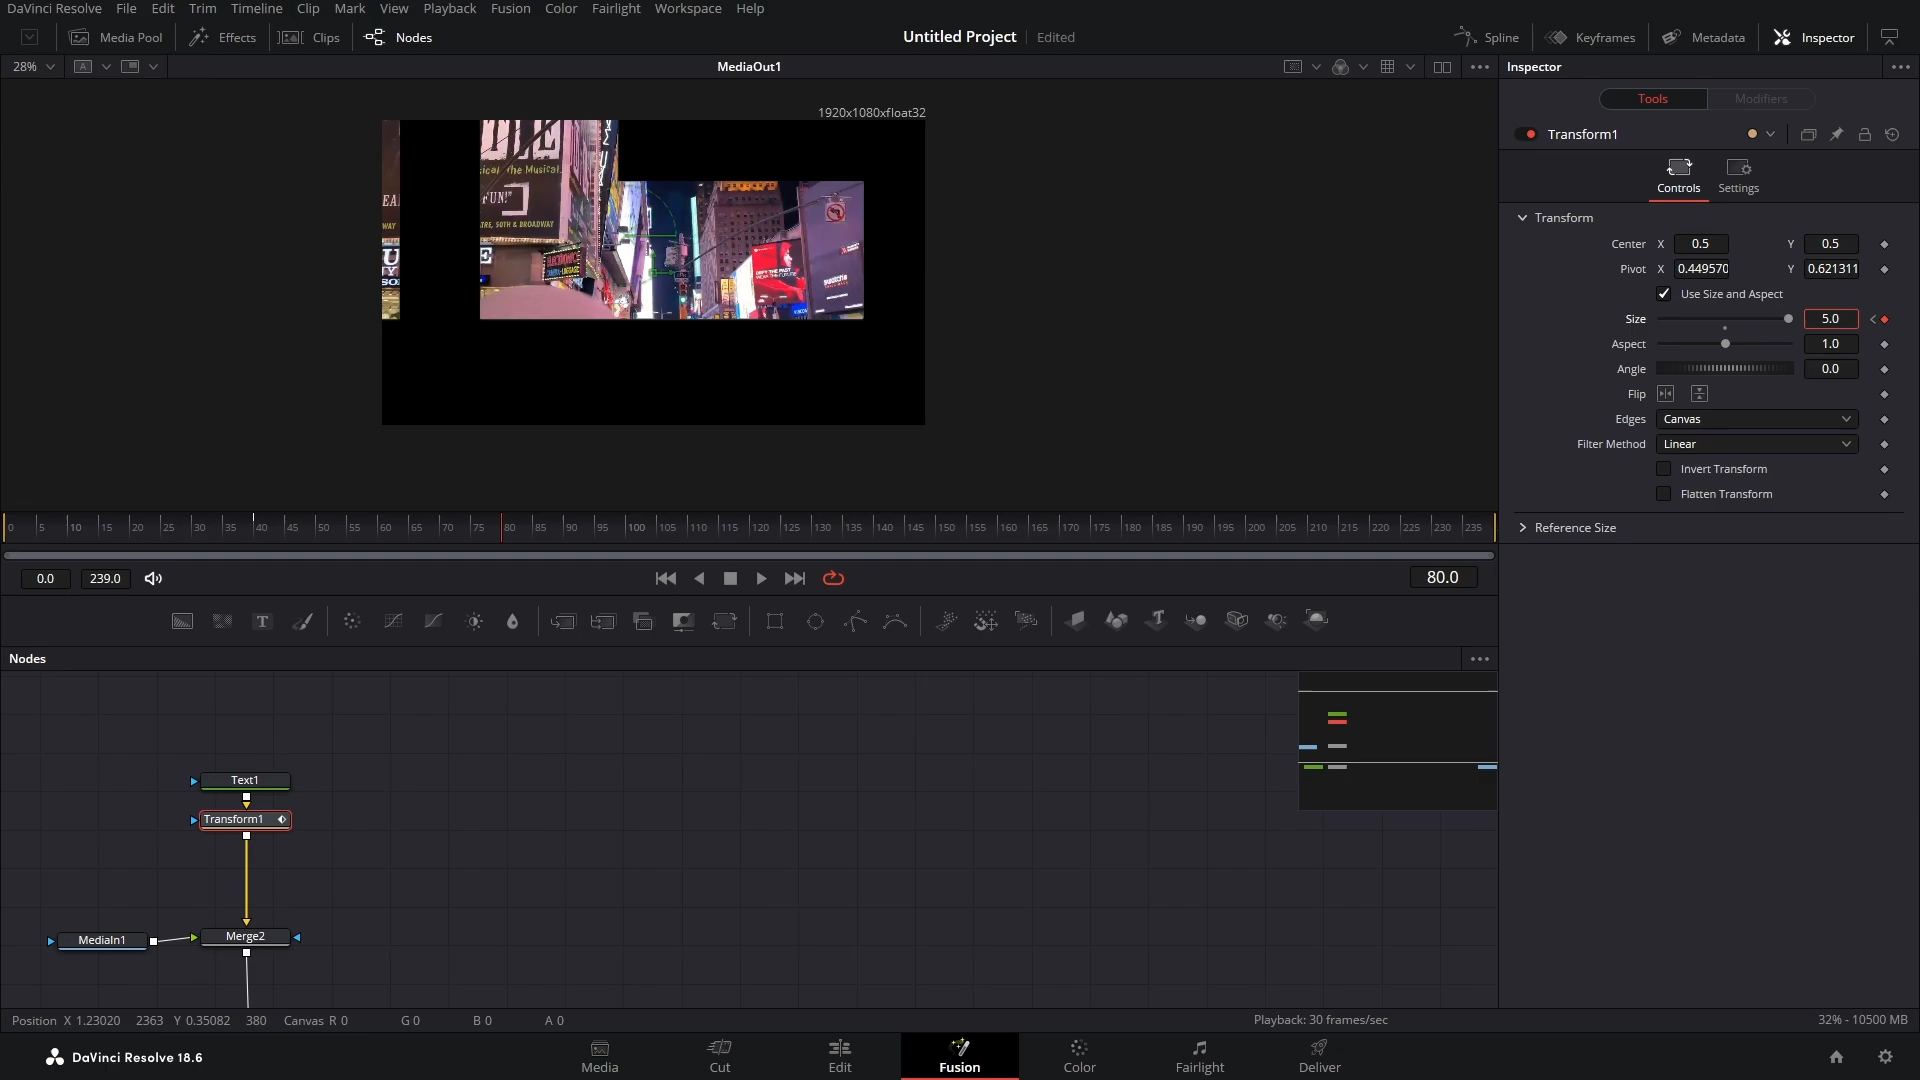 DaVinci Resolve File Edit Trim Timeline Clip Mark View Playback Fusion Color Fairlight Workspace Help
Media Pool Effects Clips Nodes
Untitled Project Edited
Spline Keyframes Metadata Inspector
28%
A
MediaOut1
Inspector
1920x1080xfloat32
Tools Modifiers
Transform1
Controls Settings
Transform
Center X 0.5 Y 0.5
Pivot X 0.449570 Y 0.621311
Use Size and Aspect
Size 5.0
Aspect 1.0
Angle 0.0
Flip
Edges Canvas
Filter Method Linear
Invert Transform
Flatten Transform
Reference Size
ical The Musical.
FUN!"
TRE, 50TH & BROADWAY
WAY
0 5 10 15 20 25 30 35 40 45 50 55 60 65 70 75 80 85 90 95 100 105 110 115 120 125 130 135 140 145 150 155 160 165 170 175 180 185 190 195 200 205 210 215 220 225 230 235
0.0 239.0
80.0
T
Nodes
Text1
Transform1
MediaIn1
Merge2
Position X 1.23020 2363 Y 0.35082 380 Canvas R 0 G 0 B 0 A 0
Playback: 30 frames/sec
32% - 10500 MB
DaVinci Resolve 18.6
Media Cut Edit Fusion Color Fairlight Deliver